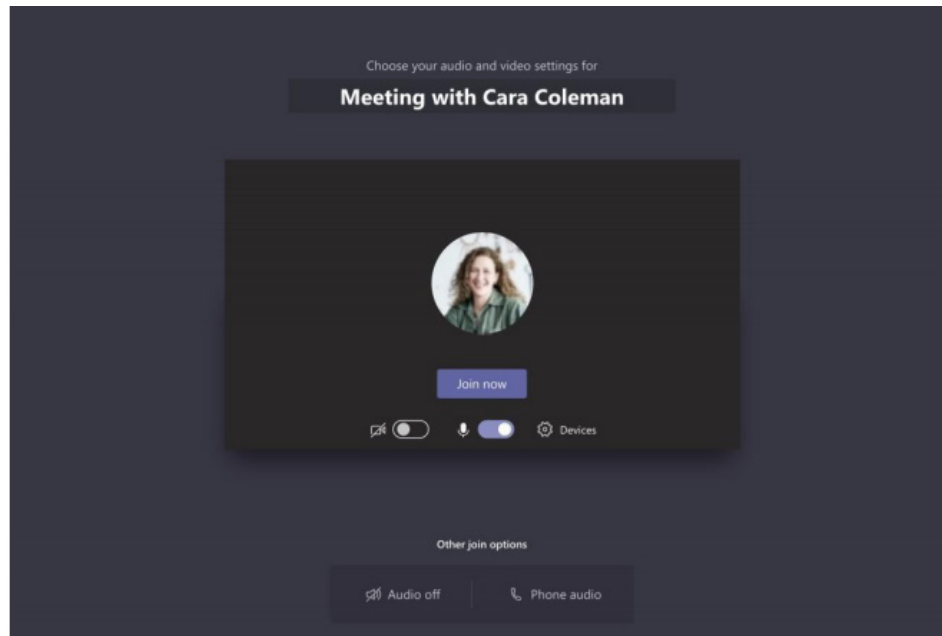 Choose your audio and video settings for
Meeting with Cara Coleman
Join now
Devices
Other join options
Audio off
Phone audio